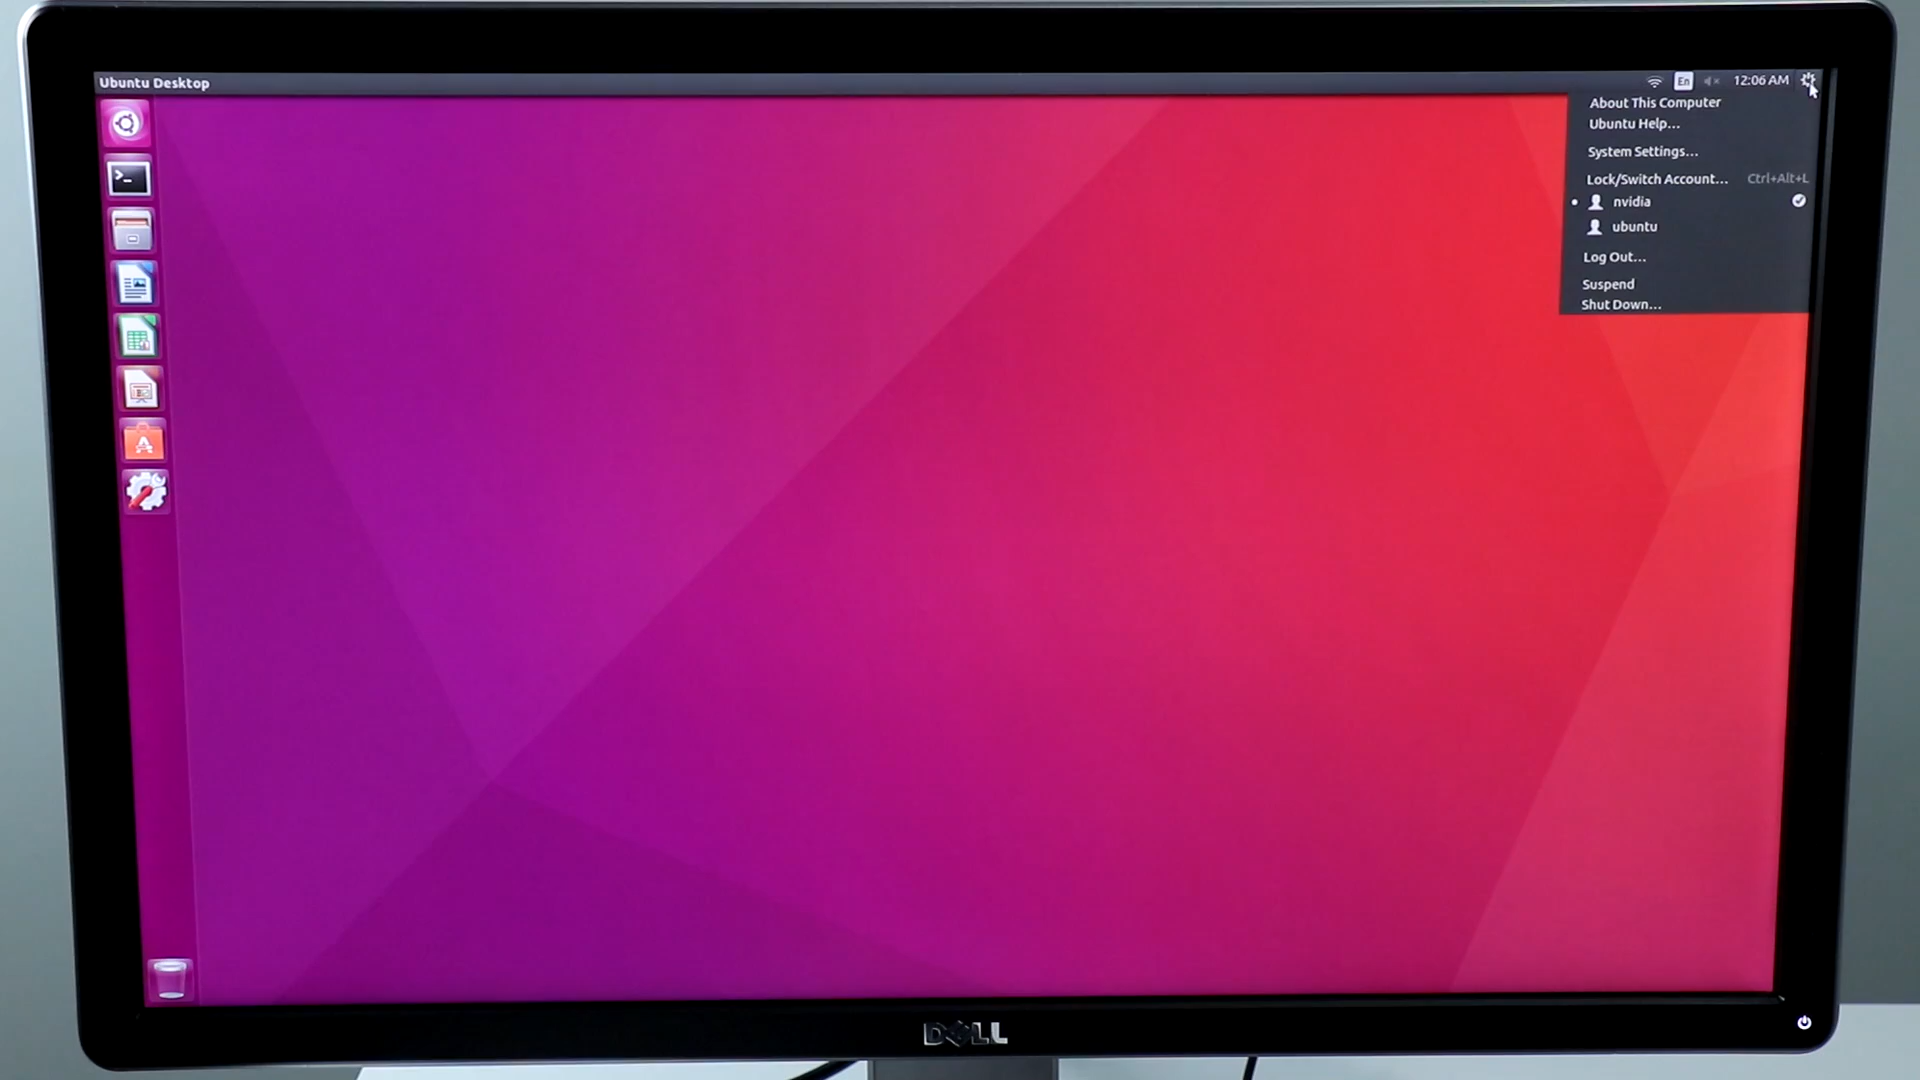 Ubuntu Desktop
En
12:06 AM
About This Computer
Ubuntu Help...
System Settings...
Lock/Switch Account... Ctrl+Alt+L
nvidia
ubuntu
Log Out...
Suspend
Shut Down...
>_
A
DELL